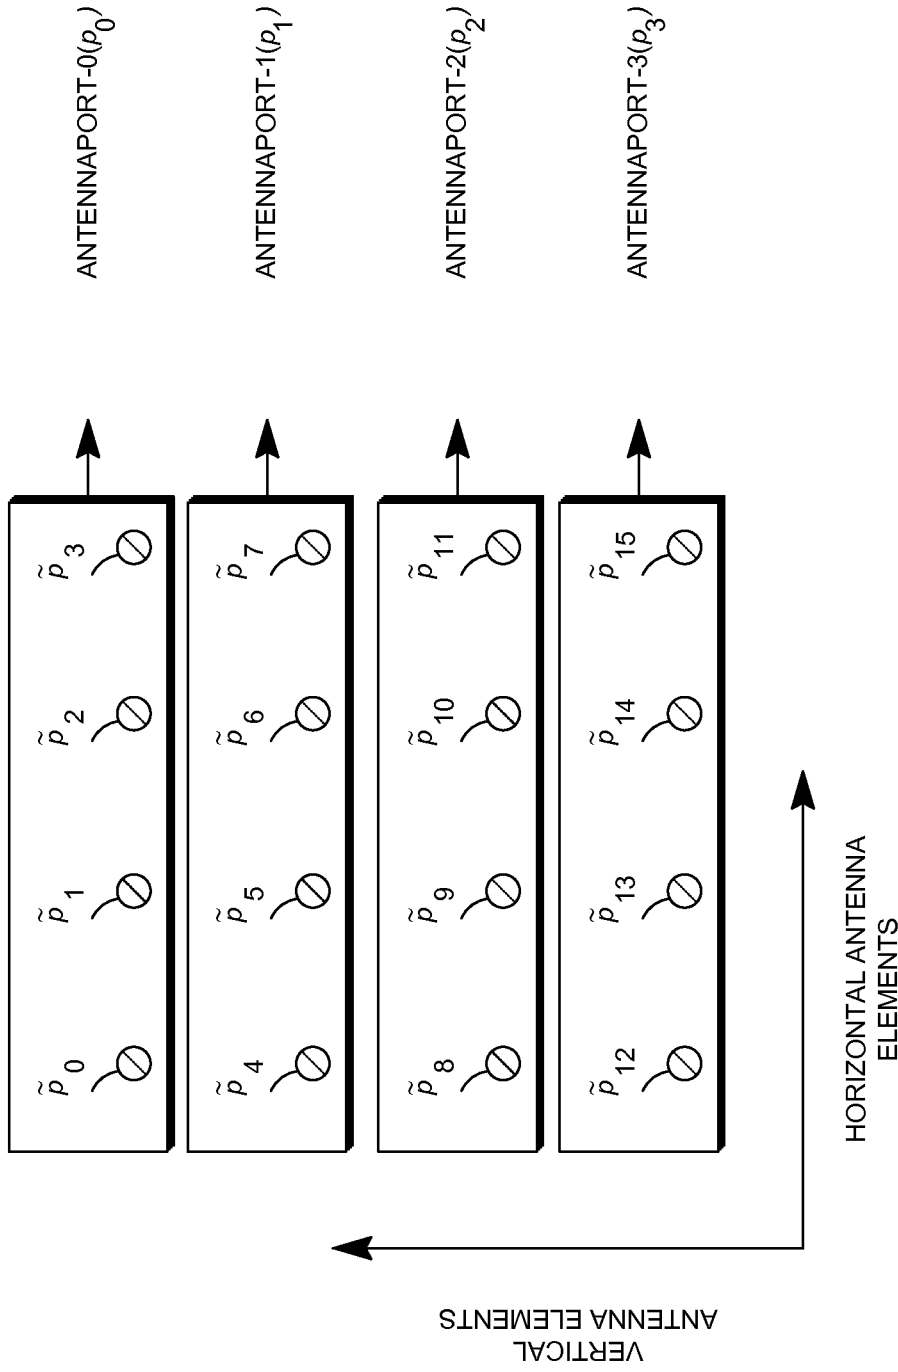 ANTENNAPORT-0(p0)
ANTENNAPORT-1(p1)
ANTENNAPORT-2(p2)
ANTENNAPORT-3(p3)
p̃0 p̃1 p̃2 p̃3
p̃4 p̃5 p̃6 p̃7
p̃8 p̃9 p̃10 p̃11
p̃12 p̃13 p̃14 p̃15
VERTICAL
ANTENNA ELEMENTS
HORIZONTAL ANTENNA
ELEMENTS